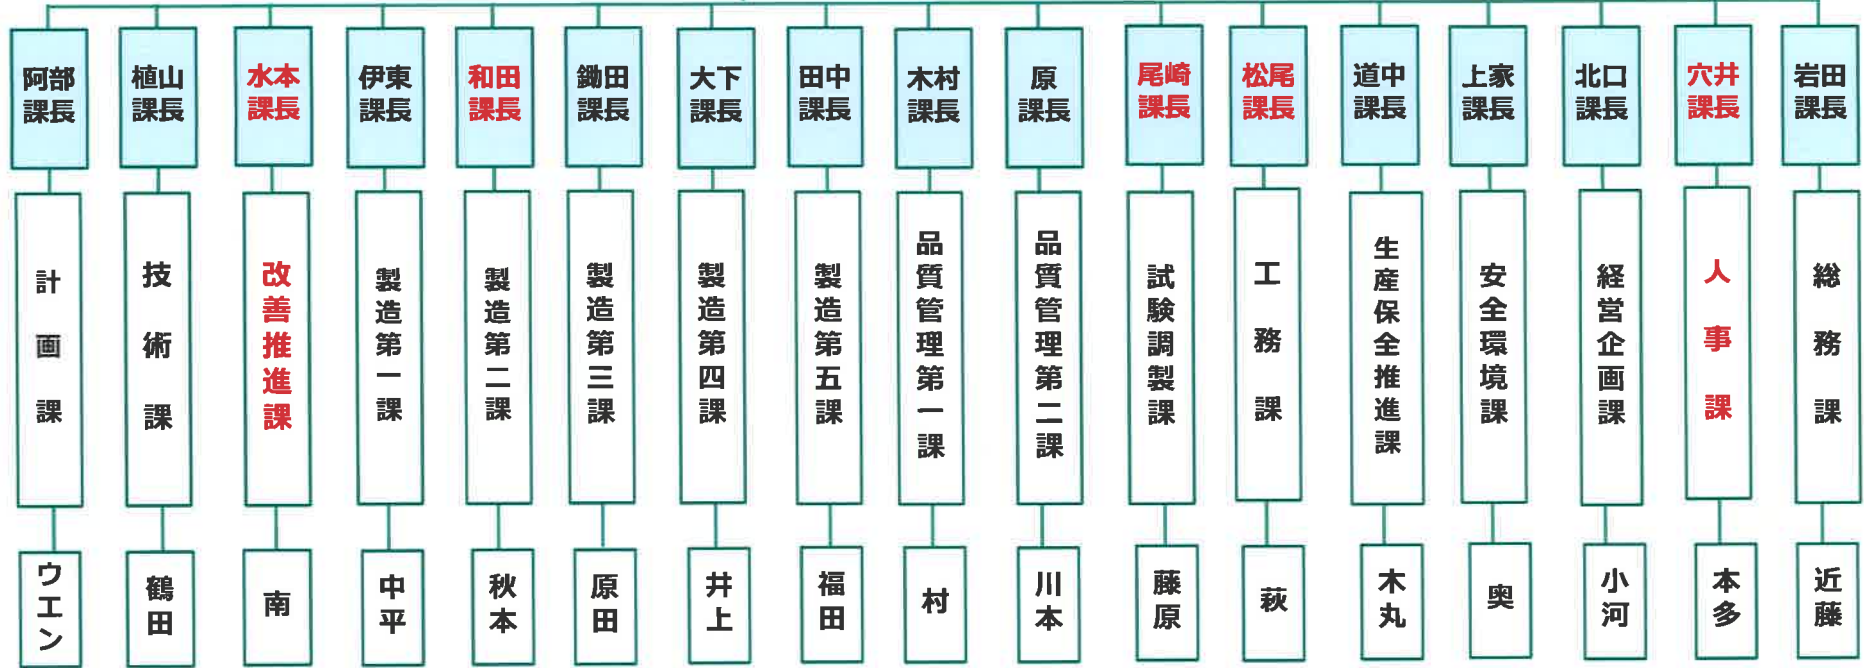 阿部
課長
植山
課長
水本
課長
伊東
課長
和田
課長
鋤田
課長
大下
課長
田中
課長
木村
課長
原
課長
尾崎
課長
松尾
課長
道中
課長
上家
課長
北口
課長
穴井
課長
岩田
課長
計画課
技術課
改善推進課
製造第一課
製造第二課
製造第三課
製造第四課
製造第五課
品質管理第一課
品質管理第二課
試験調製課
工務課
生産保全推進課
安全環境課
経営企画課
人事課
総務課
ウエン
鶴田
南
中平
秋本
原田
井上
福田
村
川本
藤原
萩
木丸
奥
小河
本多
近藤